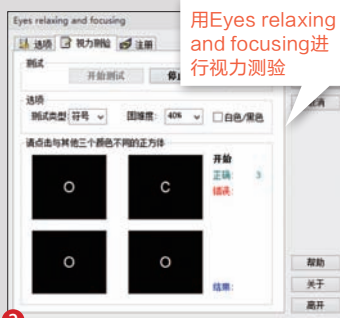 Eyes relaxing and focusing
用Eyes relaxing
and focusing进
行视力测验
选项 视力测验 注册
测试
开始测试 停止
选项
测试类型: 符号 困难度: 40% 白色/黑色
请点击与其他三个颜色不同的正方体
开始
正确: 3
错误:
O C
O O
结果:
帮助
关于
离开